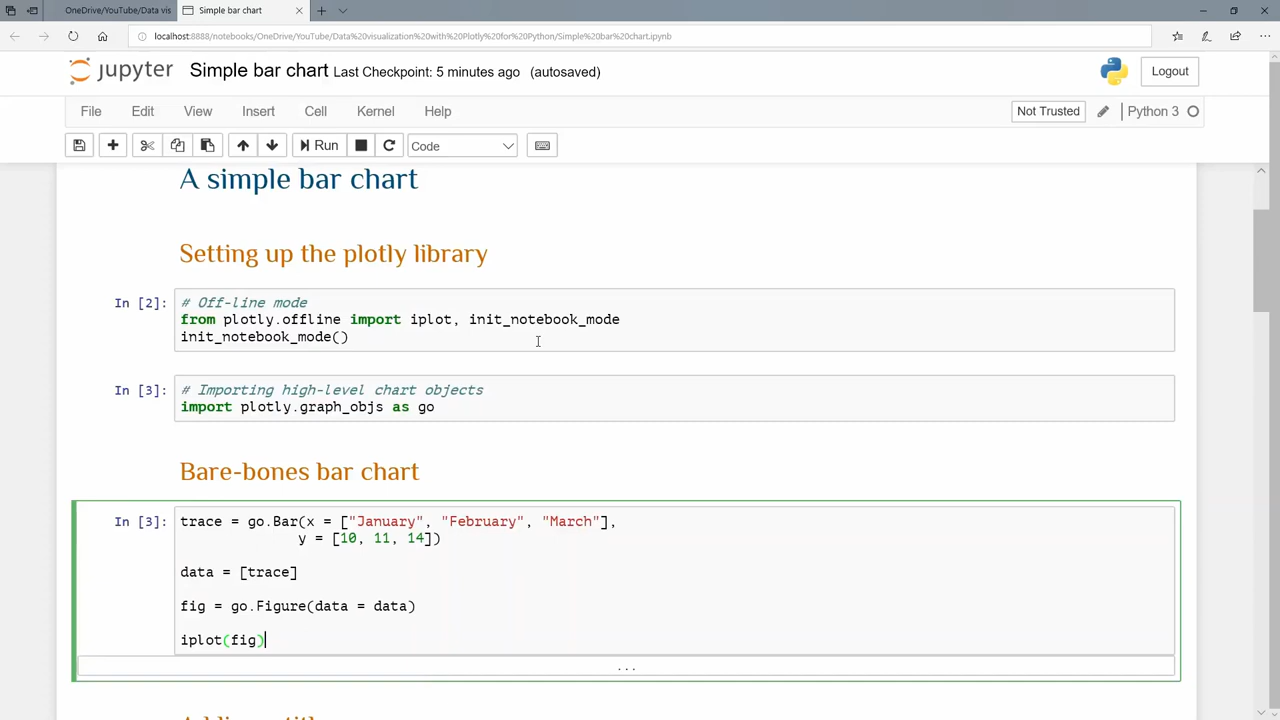 OneDrive/YouTube/Data vis
Simple bar chart
localhost:8888/notebooks/OneDrive/YouTube/Data%20visualization%20with%20Plotly%20for%20Python/Simple%20bar%20chart.ipynb
jupyter Simple bar chart Last Checkpoint: 5 minutes ago (autosaved)
Logout
File Edit View Insert Cell Kernel Help
Not Trusted
Python 3
Run
Code
A simple bar chart
Setting up the plotly library
In [2]:
# Off-line mode
from plotly.offline import iplot, init_notebook_mode
init_notebook_mode()
In [3]:
# Importing high-level chart objects
import plotly.graph_objs as go
Bare-bones bar chart
In [3]:
trace = go.Bar(x = ["January", "February", "March"],
y = [10, 11, 14])
data = [trace]
fig = go.Figure(data = data)
iplot(fig)
...